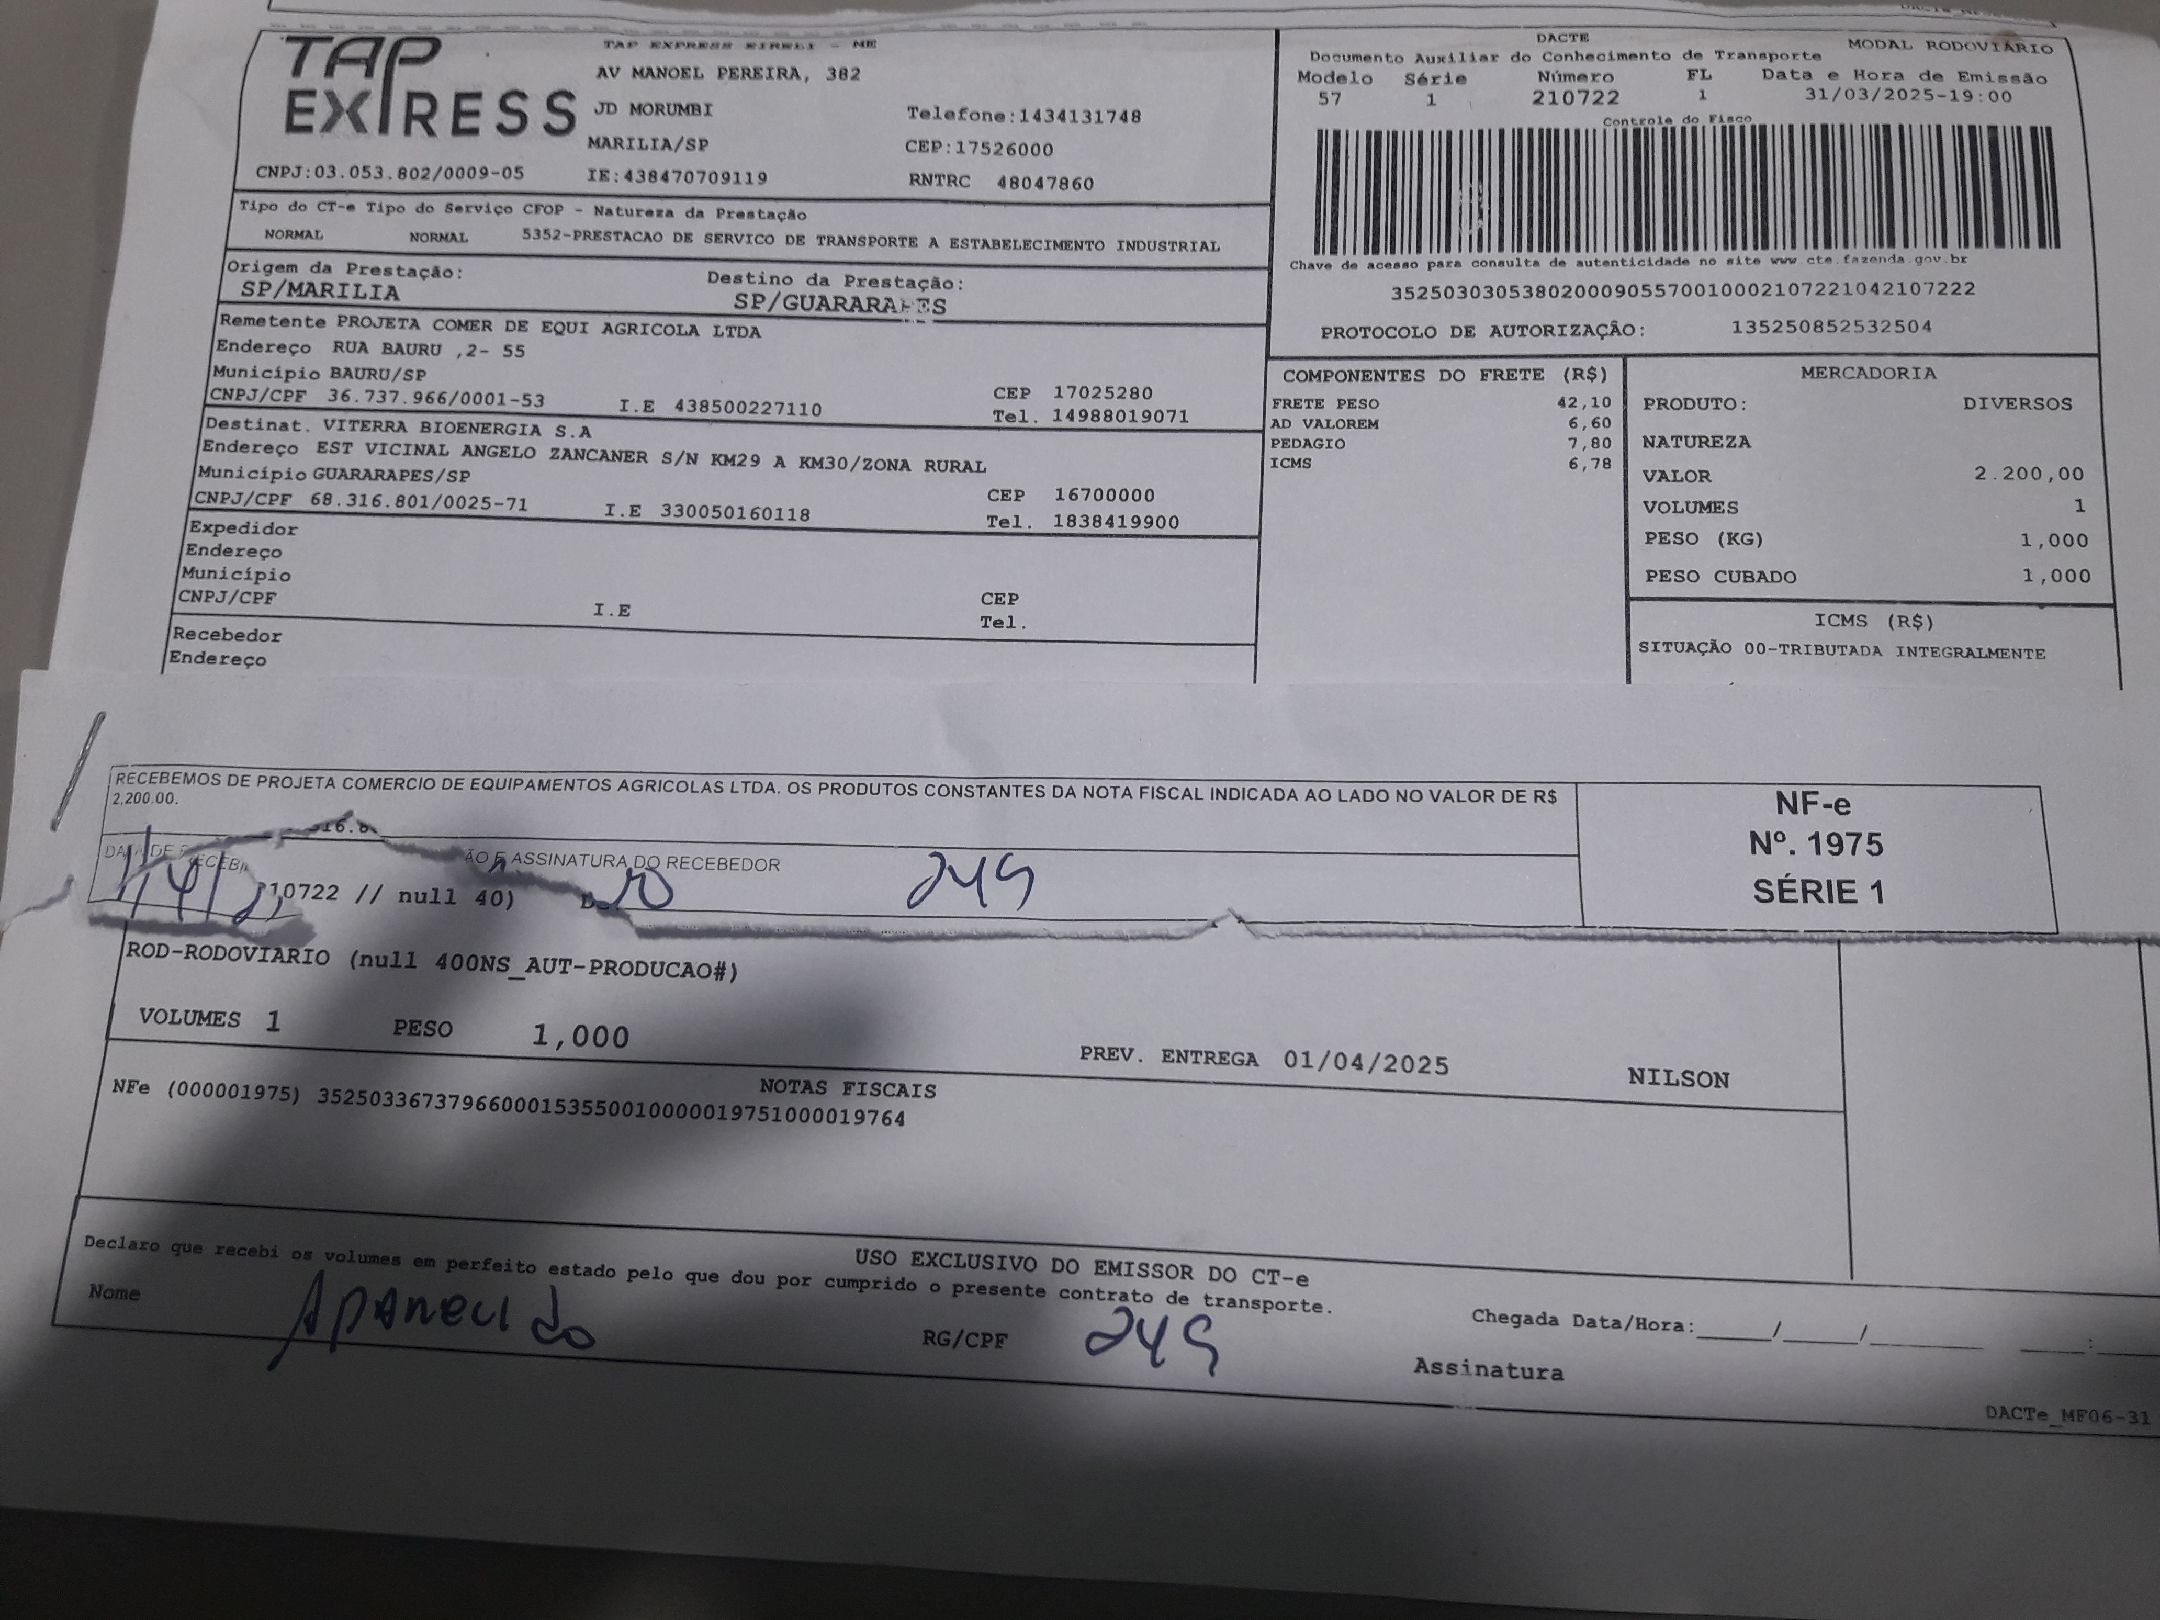 TAP EXPRESS
TAP EXPRESS EIRELI - ME
AV MANOEL PEREIRA, 382
JD MORUMBI Telefone:1434131748
MARILIA/SP CEP:17526000
CNPJ:03.053.802/0009-05 IE:438470709119 RNTRC 48047860
DACTE MODAL RODOVIÁRIO
Documento Auxiliar do Conhecimento de Transporte
Modelo Série Número FL Data e Hora de Emissão
57 1 210722 1 31/03/2025-19:00
Controle do Fisco
Chave de acesso para consulta de autenticidade no site www.cte.fazenda.gov.br
35250303053802000905570010002107221042107222
PROTOCOLO DE AUTORIZAÇÃO: 135250852532504
Tipo do CT-e Tipo do Serviço CFOP - Natureza da Prestação
NORMAL NORMAL 5352-PRESTACAO DE SERVICO DE TRANSPORTE A ESTABELECIMENTO INDUSTRIAL
Origem da Prestação: Destino da Prestação:
SP/MARILIA SP/GUARARAPES
Remetente PROJETA COMER DE EQUI AGRICOLA LTDA
Endereço RUA BAURU ,2- 55
Município BAURU/SP CEP 17025280
CNPJ/CPF 36.737.966/0001-53 I.E 438500227110 Tel. 14988019071
Destinat. VITERRA BIOENERGIA S.A
Endereço EST VICINAL ANGELO ZANCANER S/N KM29 A KM30/ZONA RURAL
Município GUARARAPES/SP CEP 16700000
CNPJ/CPF 68.316.801/0025-71 I.E 330050160118 Tel. 1838419900
Expedidor
Endereço
Município CEP
CNPJ/CPF I.E Tel.
Recebedor
Endereço
COMPONENTES DO FRETE (R$)
FRETE PESO 42,10
AD VALOREM 6,60
PEDAGIO 7,80
ICMS 6,78
MERCADORIA
PRODUTO: DIVERSOS
NATUREZA
VALOR 2.200,00
VOLUMES 1
PESO (KG) 1,000
PESO CUBADO 1,000
ICMS (R$)
SITUAÇÃO 00-TRIBUTADA INTEGRALMENTE
RECEBEMOS DE PROJETA COMERCIO DE EQUIPAMENTOS AGRICOLAS LTDA. OS PRODUTOS CONSTANTES DA NOTA FISCAL INDICADA AO LADO NO VALOR DE R$
2,200.00.
E ASSINATURA DO RECEBEDOR
249
10722 // null 40)
NF-e
Nº. 1975
SÉRIE 1
ROD-RODOVIARIO (null 400NS_AUT-PRODUCAO#)
VOLUMES 1 PESO 1,000 PREV. ENTREGA 01/04/2025 NILSON
NOTAS FISCAIS
NFe (000001975) 35250336737966000153550010000019751000019764
USO EXCLUSIVO DO EMISSOR DO CT-e
Declaro que recebi os volumes em perfeito estado pelo que dou por cumprido o presente contrato de transporte.
Nome Aparecido RG/CPF 249 Chegada Data/Hora:____/____/______ ___:___
Assinatura
DACTe_MF06-31